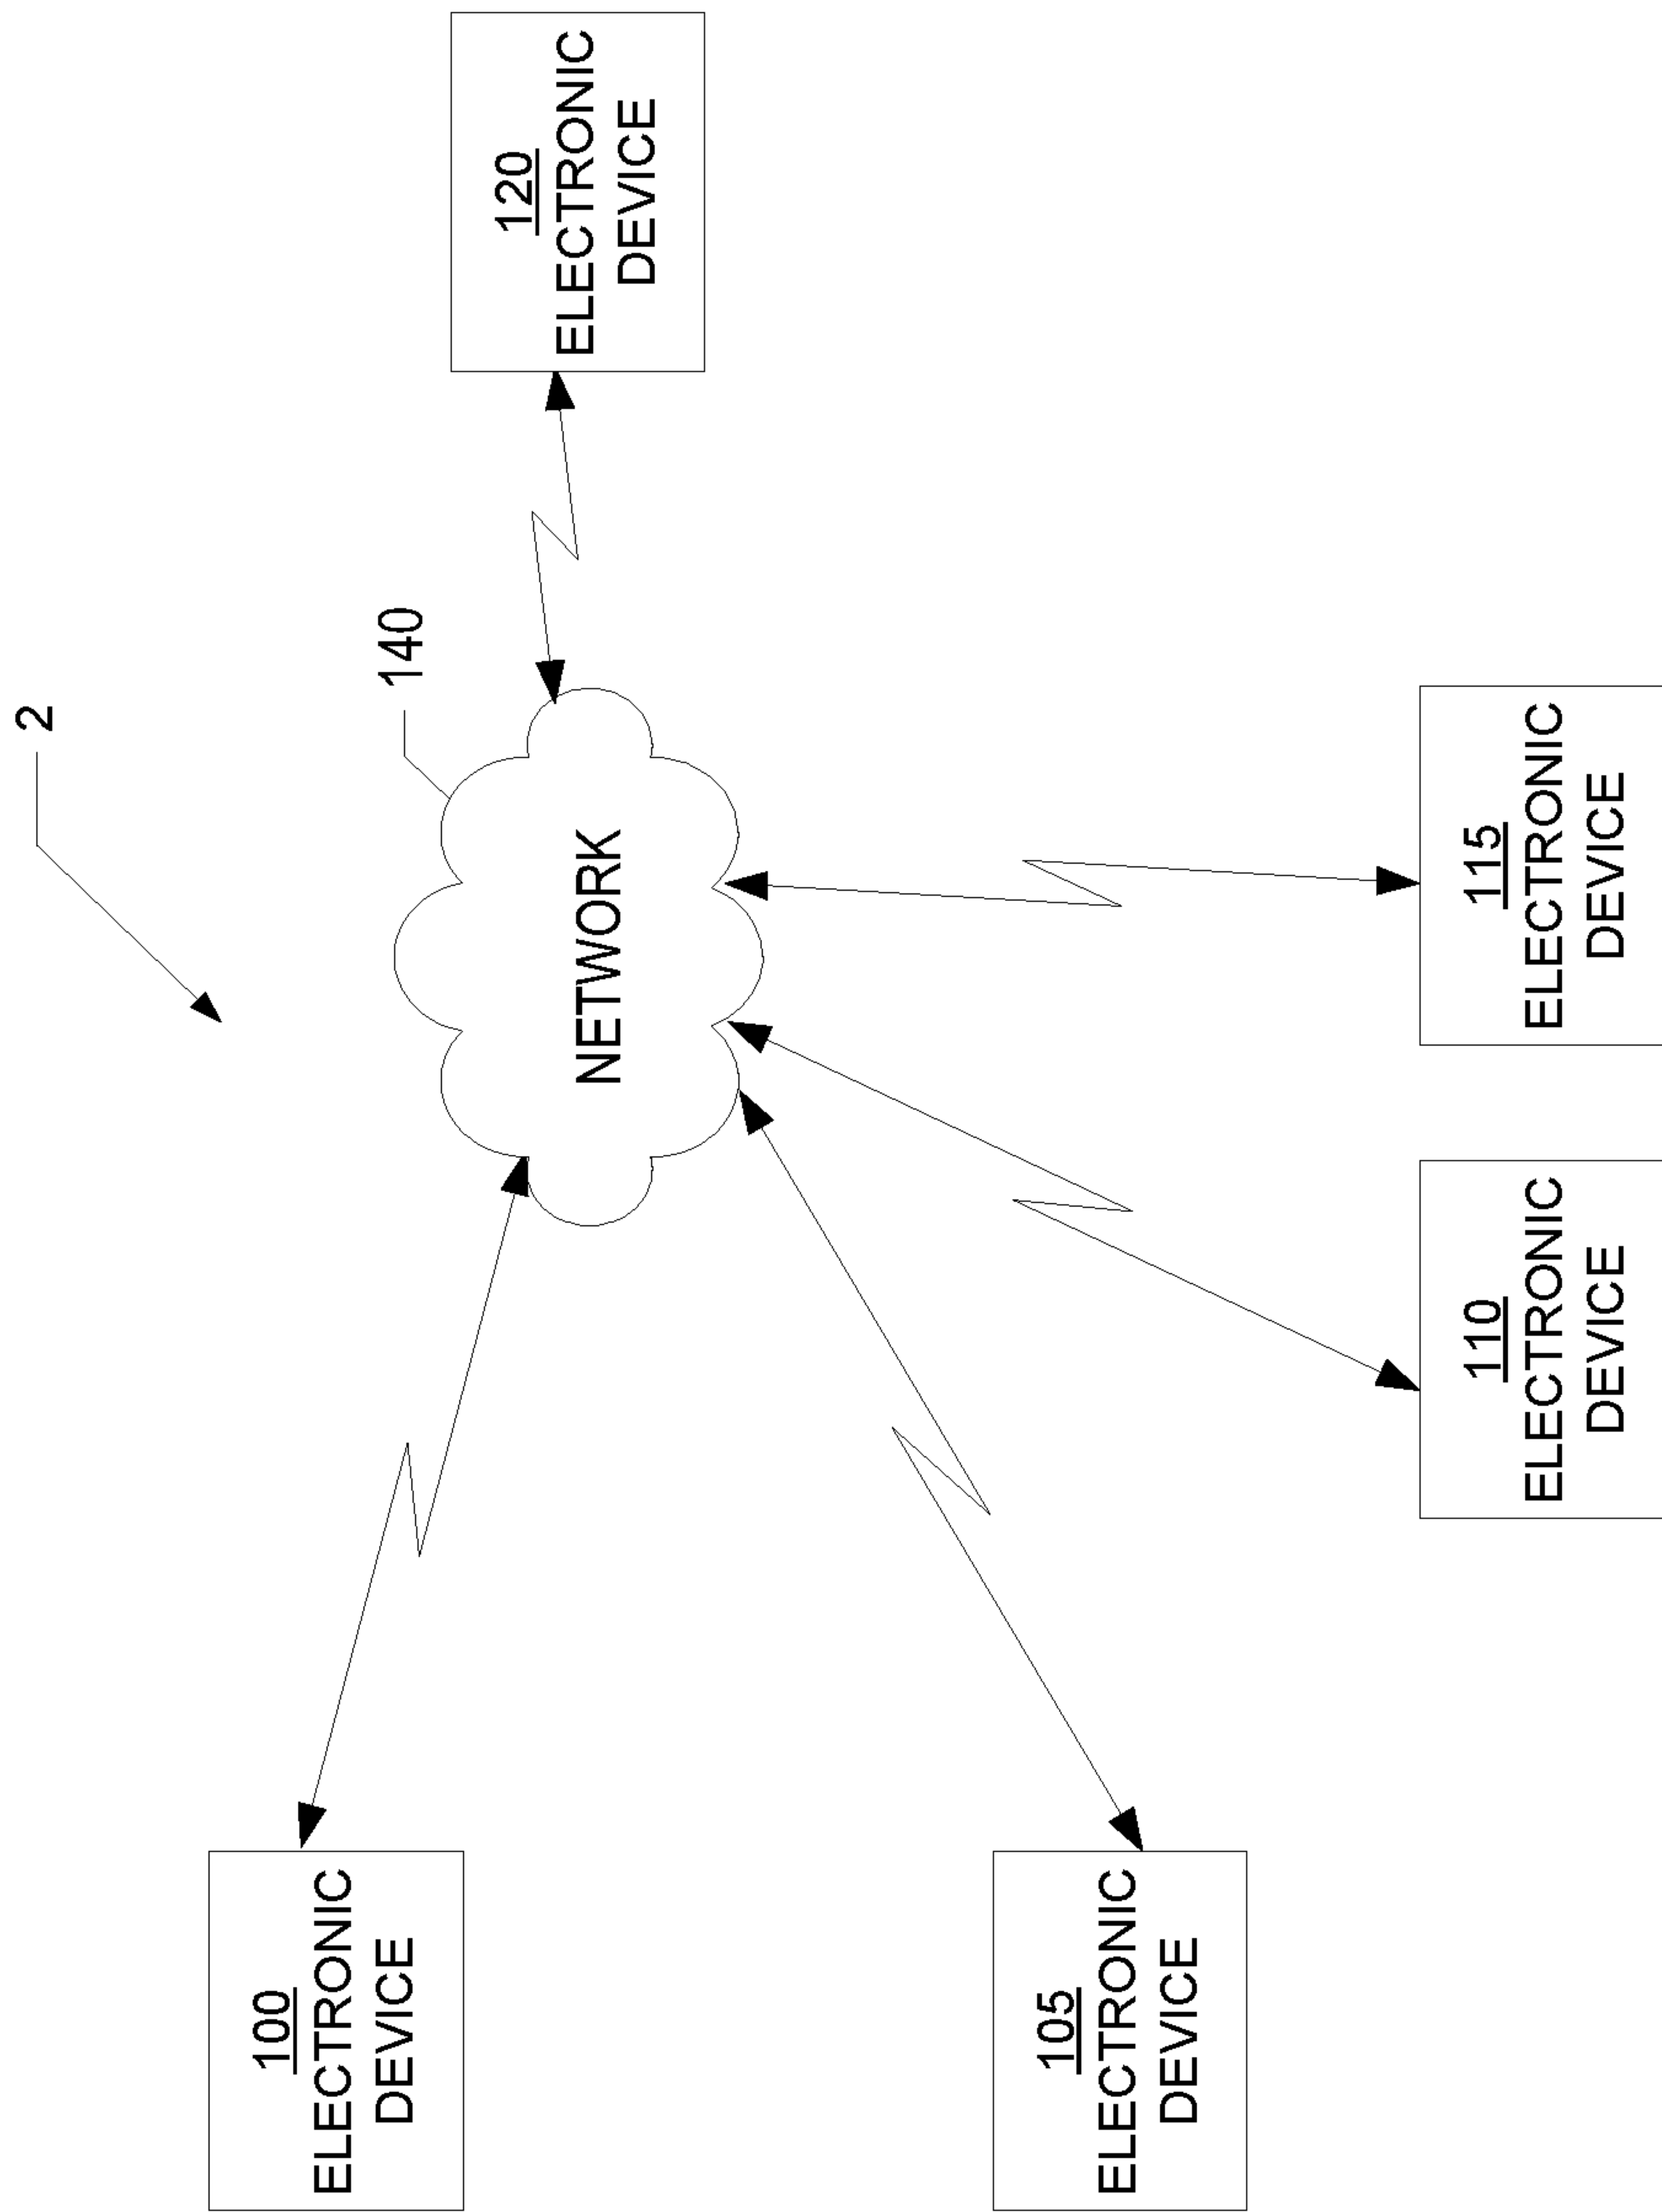 2
140
NETWORK
100
ELECTRONIC
DEVICE
120
ELECTRONIC
DEVICE
105
ELECTRONIC
DEVICE
110
ELECTRONIC
DEVICE
115
ELECTRONIC
DEVICE